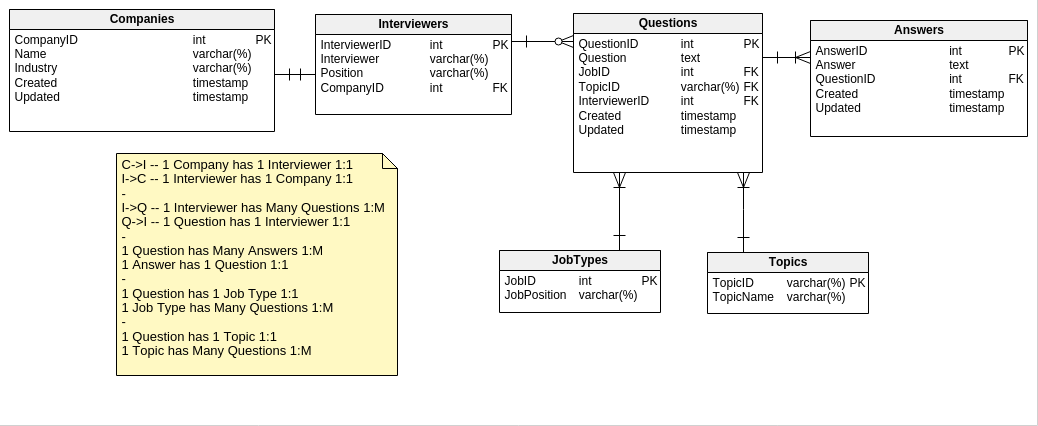 Companies
CompanyID int PK
Name varchar(%)
Industry varchar(%)
Created timestamp
Updated timestamp
Interviewers
InterviewerID int PK
Interviewer varchar(%)
Position varchar(%)
CompanyID int FK
Questions
QuestionID int PK
Question text
JobID int FK
TopicID varchar(%) FK
InterviewerID int FK
Created timestamp
Updated timestamp
Answers
AnswerID int PK
Answer text
QuestionID int FK
Created timestamp
Updated timestamp
C->I -- 1 Company has 1 Interviewer 1:1
I->C -- 1 Interviewer has 1 Company 1:1
-
I->Q -- 1 Interviewer has Many Questions 1:M
Q->I -- 1 Question has 1 Interviewer 1:1
-
1 Question has Many Answers 1:M
1 Answer has 1 Question 1:1
-
1 Question has 1 Job Type 1:1
1 Job Type has Many Questions 1:M
-
1 Question has 1 Topic 1:1
1 Topic has Many Questions 1:M
JobTypes
JobID int PK
JobPosition varchar(%)
Topics
TopicID varchar(%) PK
TopicName varchar(%)